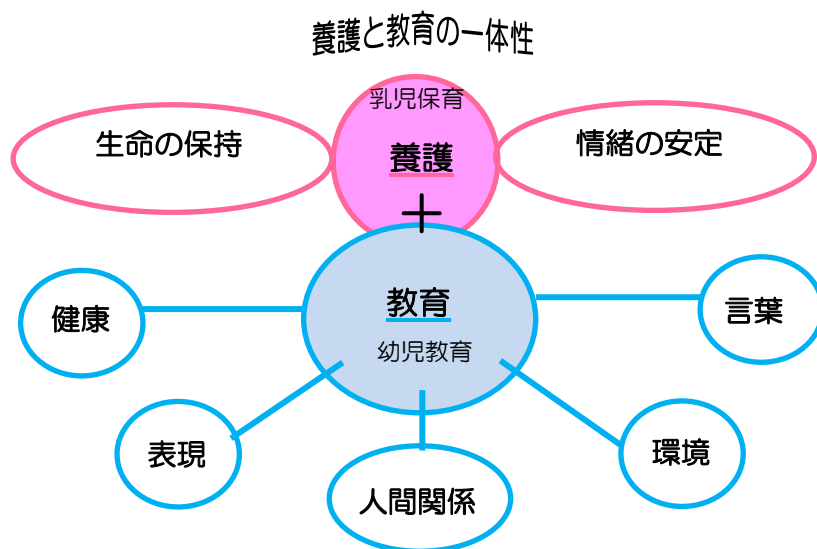 養護と教育の一体性
乳児保育
生命の保持
養護
情緒の安定
＋
教育
幼児教育
健康
言葉
表現
人間関係
環境